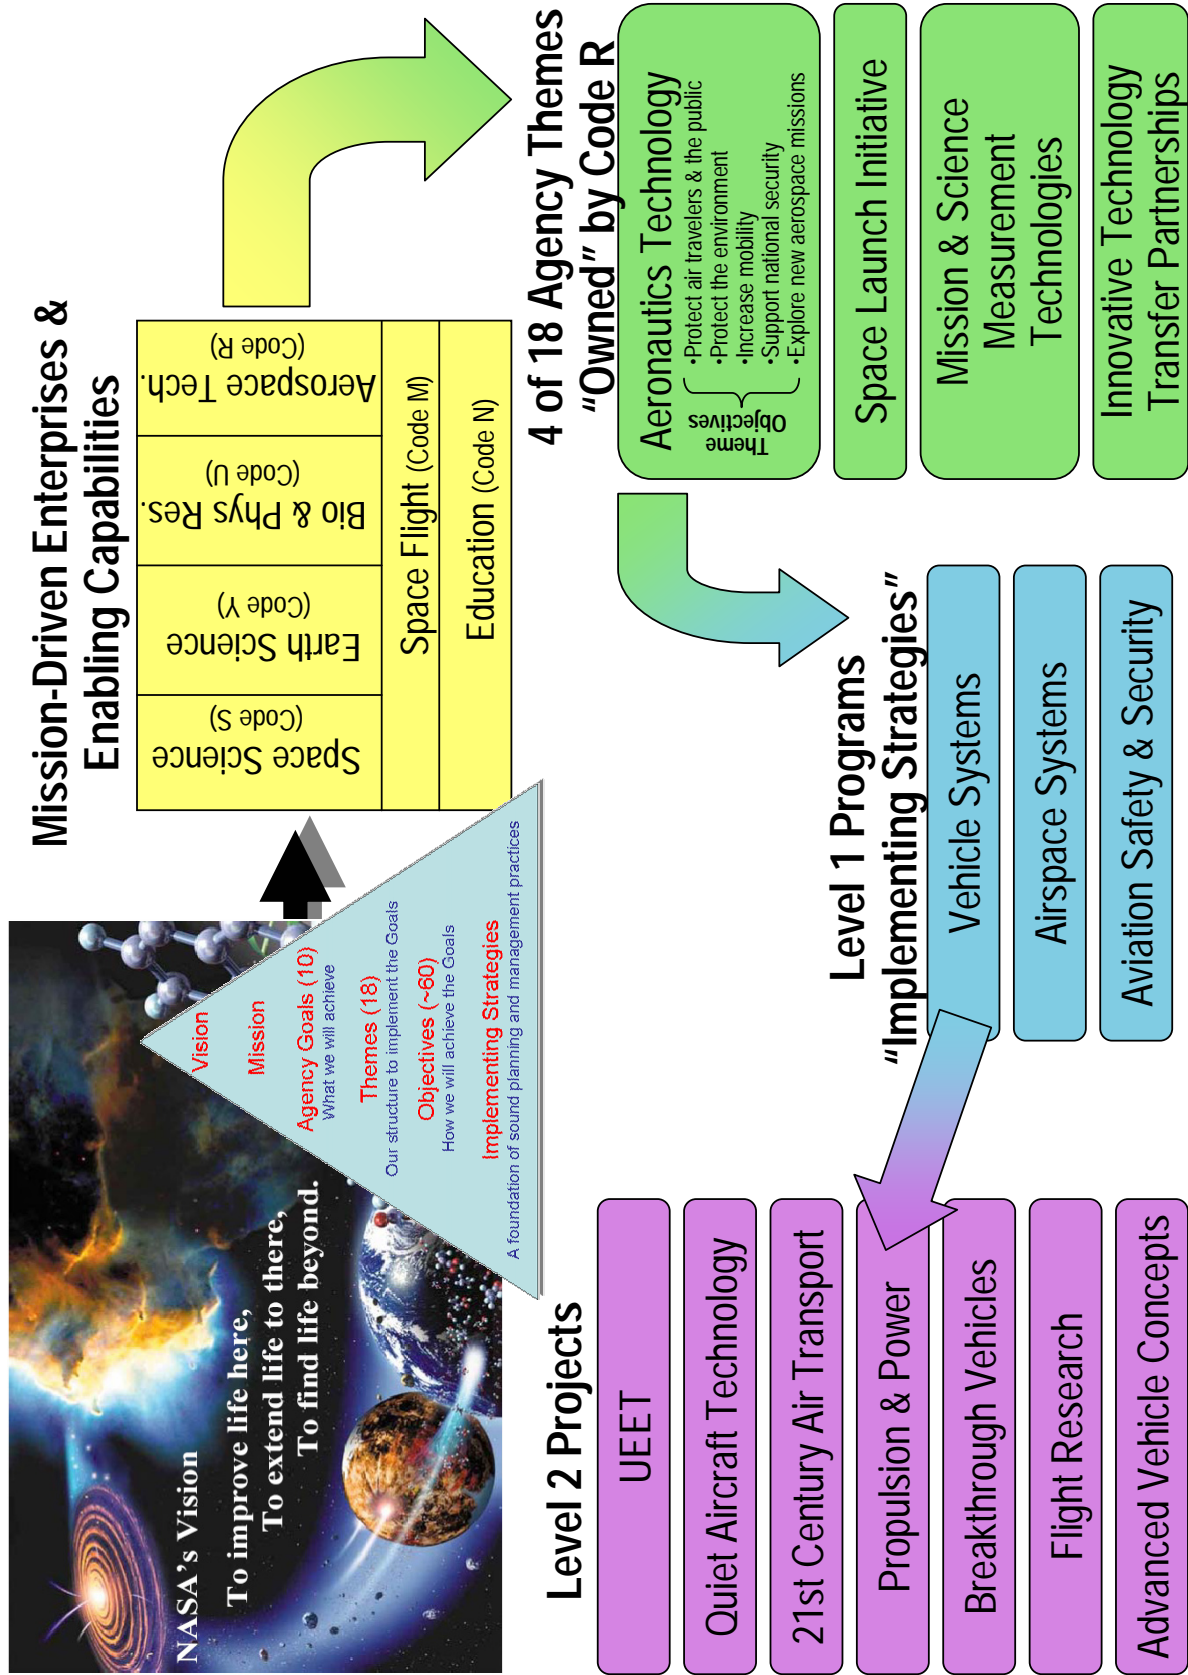 NASA's Vision
To improve life here,
To extend life to there,
To find life beyond.
Vision
Mission
Agency Goals (10)
What we will achieve
Themes (18)
Our structure to implement the Goals
Objectives (~60)
How we will achieve the Goals
Implementing Strategies
A foundation of sound planning and management practices
Mission-Driven Enterprises &
Enabling Capabilities
Space Science
(Code S)
Earth Science
(Code Y)
Bio & Phys Res.
(Code U)
Aerospace Tech.
(Code R)
Space Flight (Code M)
Education (Code N)
4 of 18 Agency Themes
“Owned” by Code R
Aeronautics Technology
Theme
Objectives
•Protect air travelers & the public
•Protect the environment
•Increase mobility
•Support national security
•Explore new aerospace missions
Space Launch Initiative
Mission & Science
Measurement
Technologies
Innovative Technology
Transfer Partnerships
Level 1 Programs
“Implementing Strategies”
Vehicle Systems
Airspace Systems
Aviation Safety & Security
Level 2 Projects
UEET
Quiet Aircraft Technology
21st Century Air Transport
Propulsion & Power
Breakthrough Vehicles
Flight Research
Advanced Vehicle Concepts